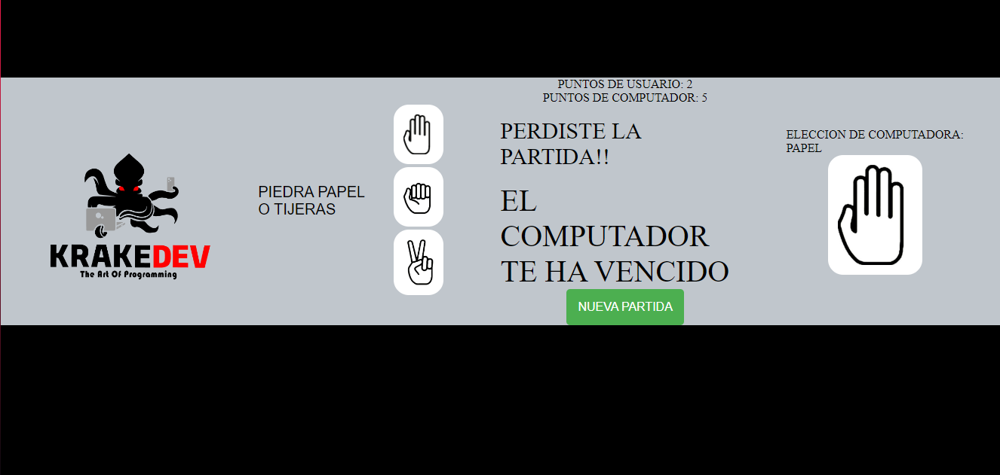 KRAKEDEV
The Art Of Programming
PIEDRA PAPEL
O TIJERAS
PUNTOS DE USUARIO: 2
PUNTOS DE COMPUTADOR: 5
PERDISTE LA
PARTIDA!!
EL
COMPUTADOR
TE HA VENCIDO
NUEVA PARTIDA
ELECCION DE COMPUTADORA:
PAPEL